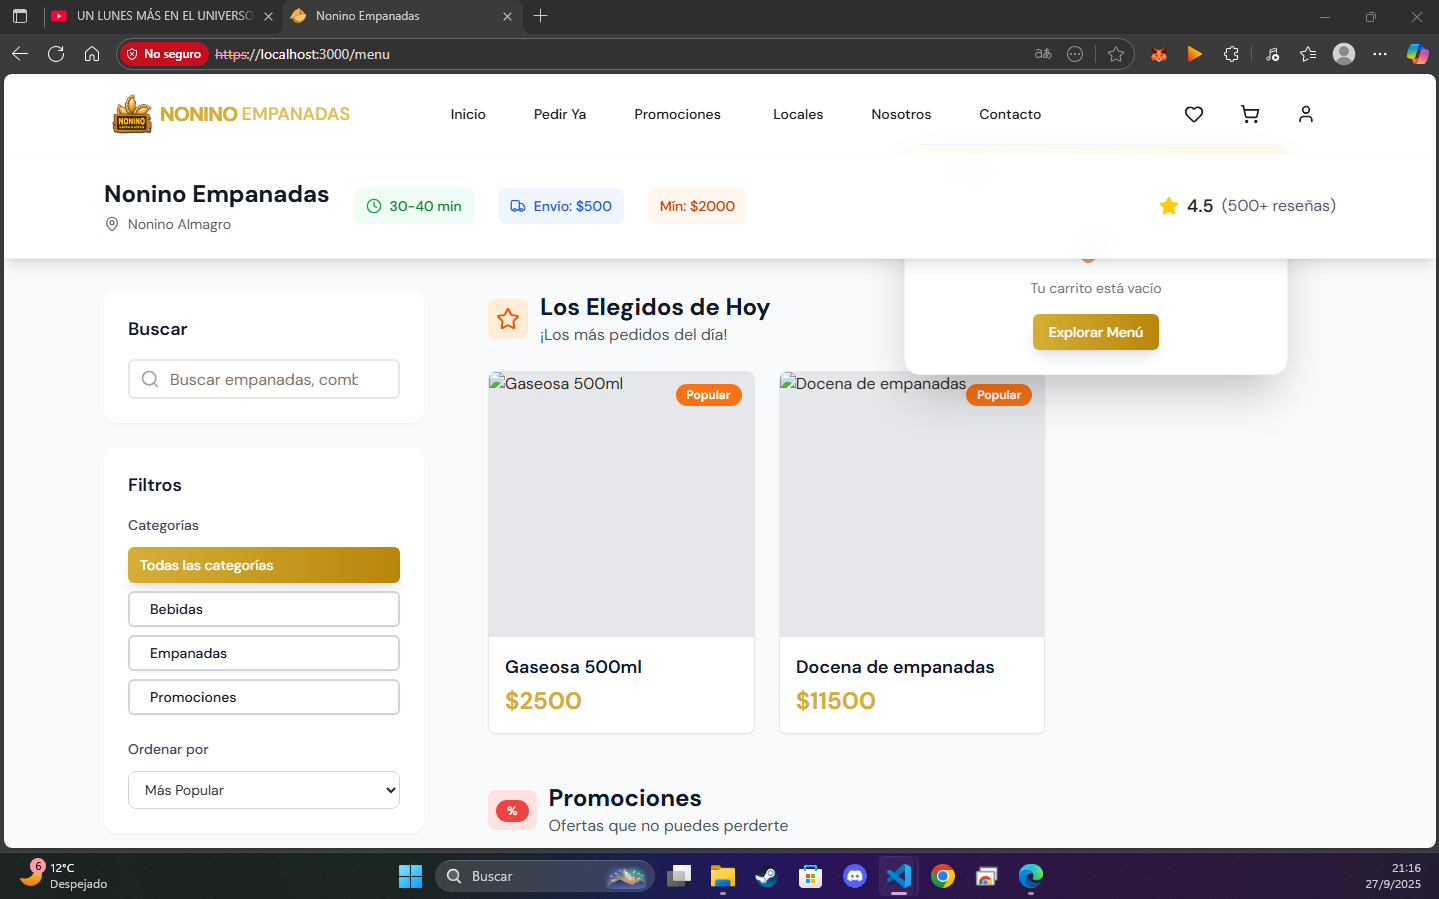 UN LUNES MÁS EN EL UNIVERSO
Nonino Empanadas
No seguro
https://localhost:3000/menu
NONINO
EMPANADAS
NONINO EMPANADAS
Inicio
Pedir Ya
Promociones
Locales
Nosotros
Contacto
Nonino Empanadas
Nonino Almagro
30-40 min
Envío: $500
Mín: $2000
4.5 (500+ reseñas)
Tu carrito está vacío
Explorar Menú
Buscar
Buscar empanadas, comb
Filtros
Categorías
Todas las categorías
Bebidas
Empanadas
Promociones
Ordenar por
Más Popular
Los Elegidos de Hoy
¡Los más pedidos del día!
Gaseosa 500ml
Popular
Gaseosa 500ml
$2500
Docena de empanadas
Popular
Docena de empanadas
$11500
%
Promociones
Ofertas que no puedes perderte
6
12°C
Despejado
Buscar
21:16
27/9/2025